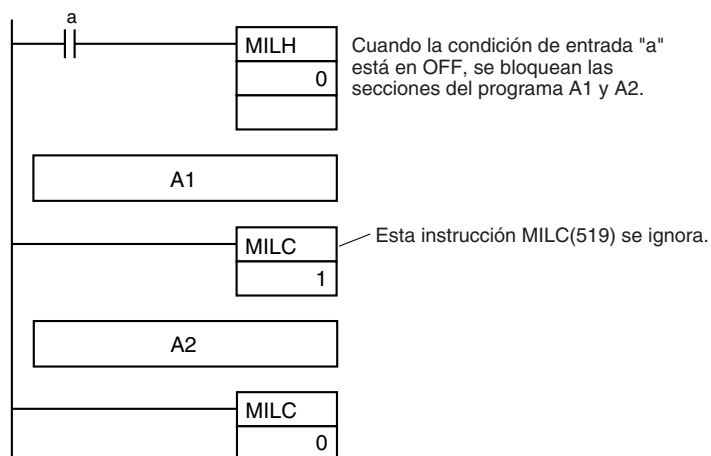 a
MILH
0
Cuando la condición de entrada "a"
está en OFF, se bloquean las
secciones del programa A1 y A2.
A1
MILC
1
Esta instrucción MILC(519) se ignora.
A2
MILC
0